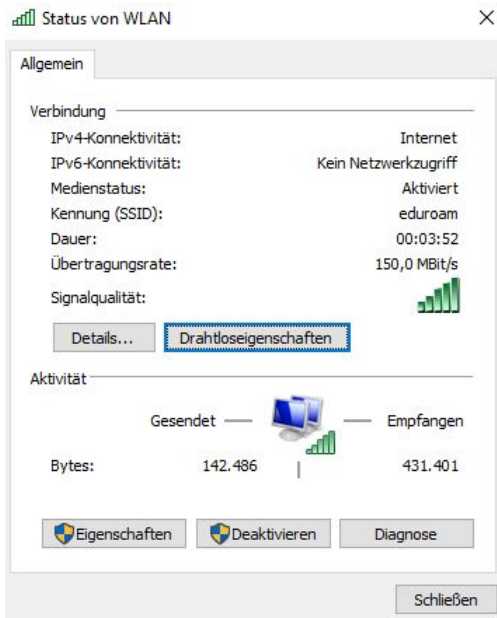 Status von WLAN
Allgemein
Verbindung
IPv4-Konnektivität: Internet
IPv6-Konnektivität: Kein Netzwerkzugriff
Medienstatus: Aktiviert
Kennung (SSID): eduroam
Dauer: 00:03:52
Übertragungsrate: 150,0 MBit/s
Signalqualität:
Details... Drahtloseigenschaften
Aktivität
Gesendet Empfangen
Bytes: 142.486 431.401
Eigenschaften Deaktivieren Diagnose
Schließen